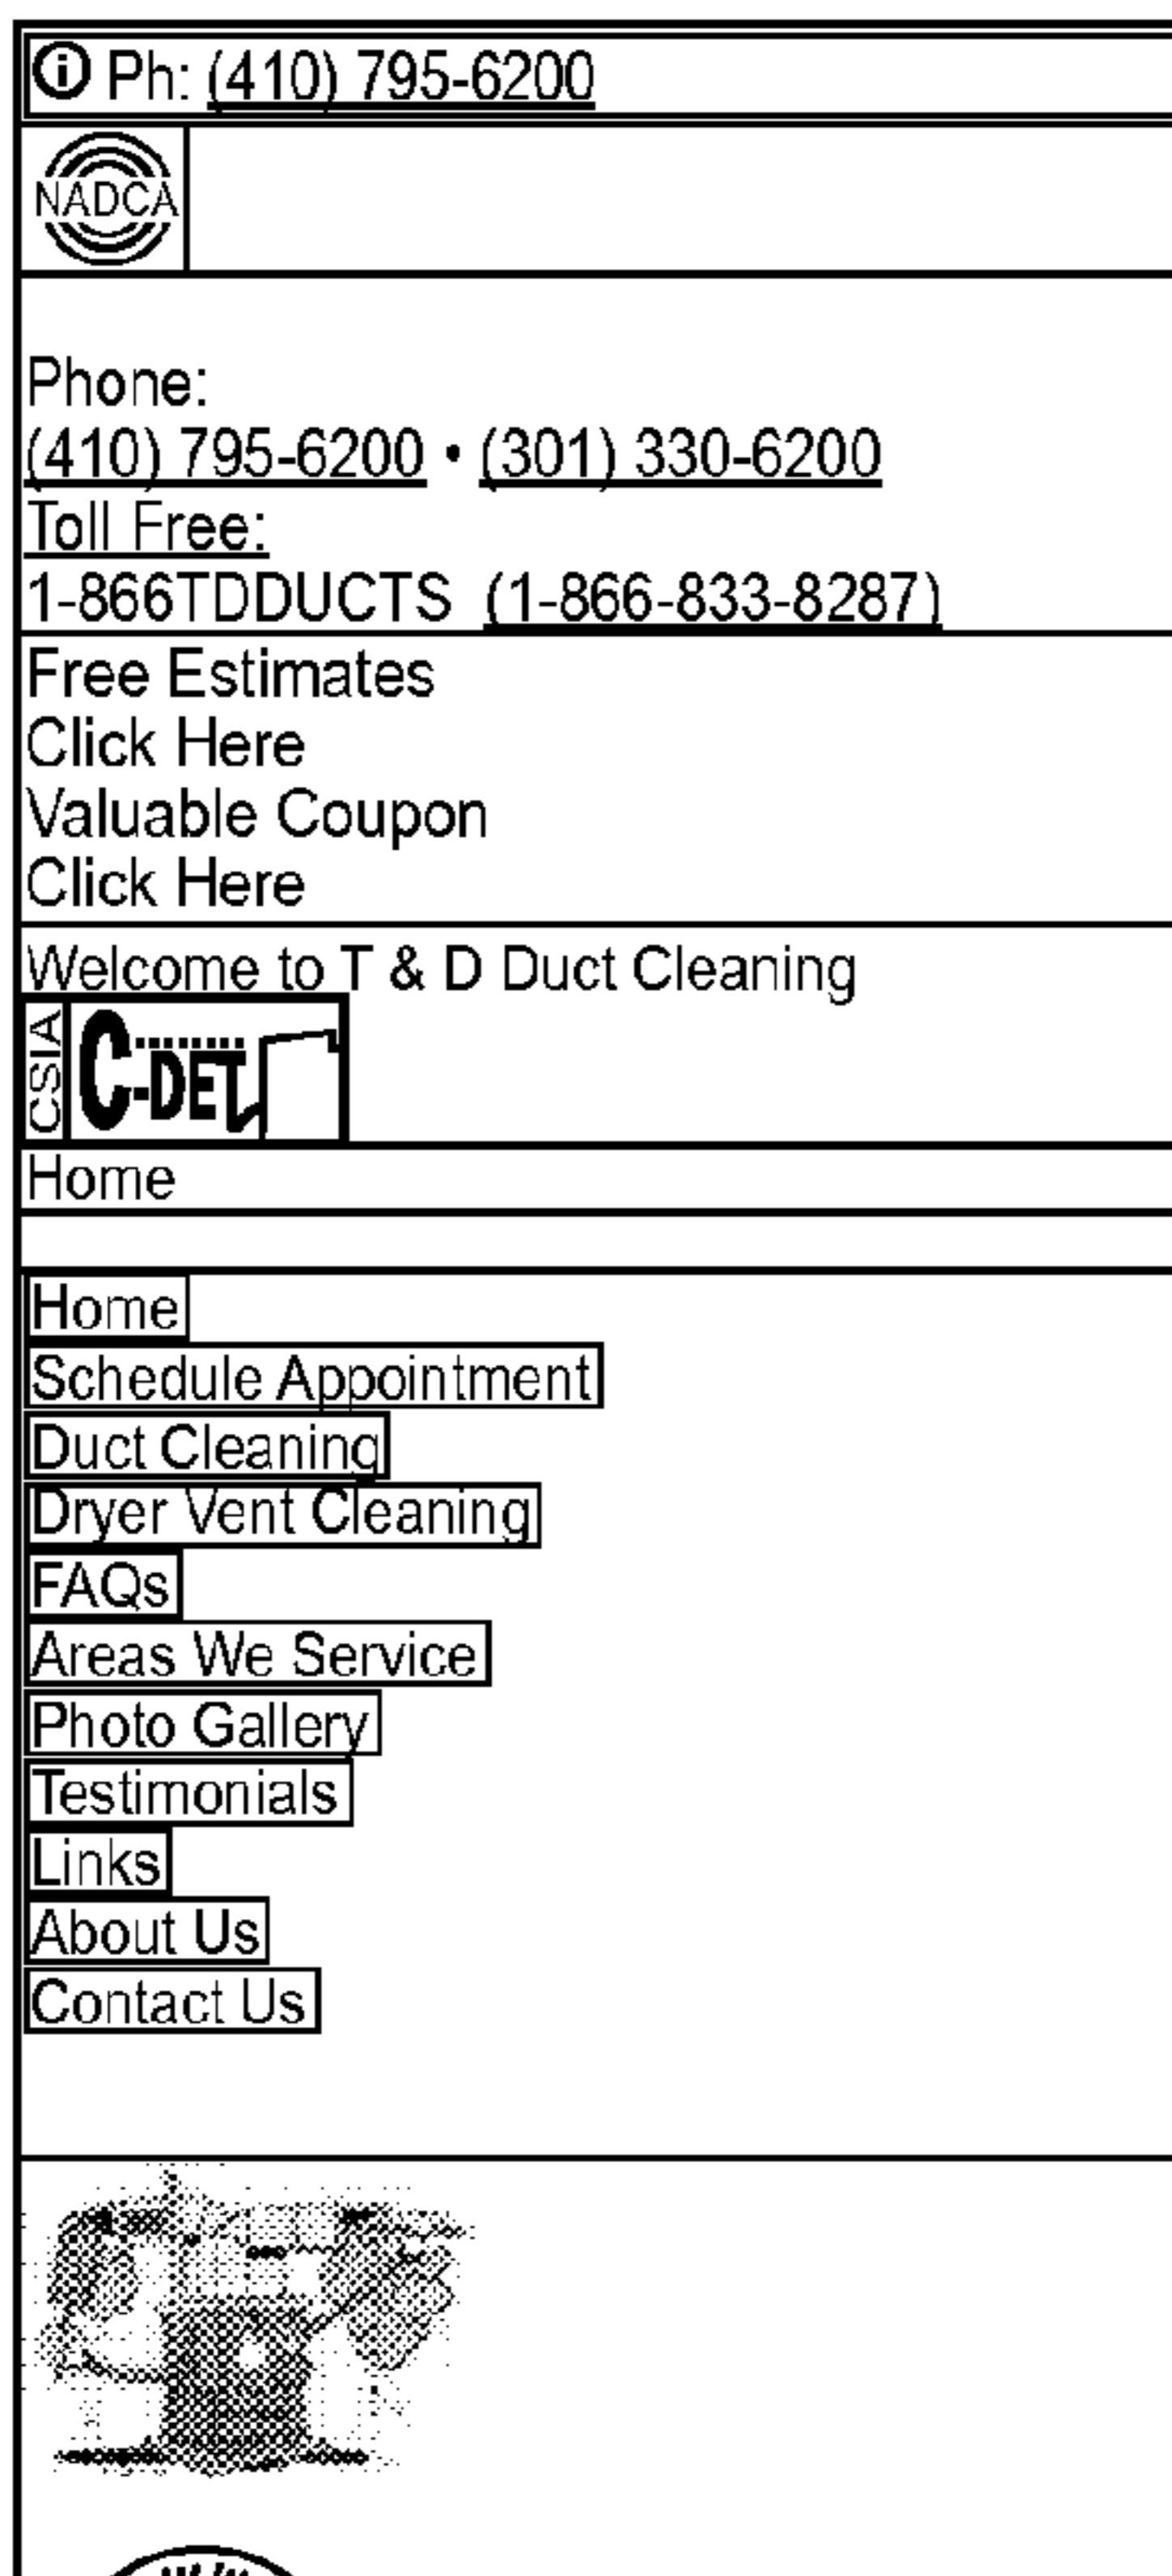 Ph: (410) 795-6200
NADCA
Phone:
(410) 795-6200 • (301) 330-6200
Toll Free:
1-866TDDUCTS (1-866-833-8287)
Free Estimates
Click Here
Valuable Coupon
Click Here
Welcome to T & D Duct Cleaning
CSIA C-DET
Home
Home
Schedule Appointment
Duct Cleaning
Dryer Vent Cleaning
FAQs
Areas We Service
Photo Gallery
Testimonials
Links
About Us
Contact Us